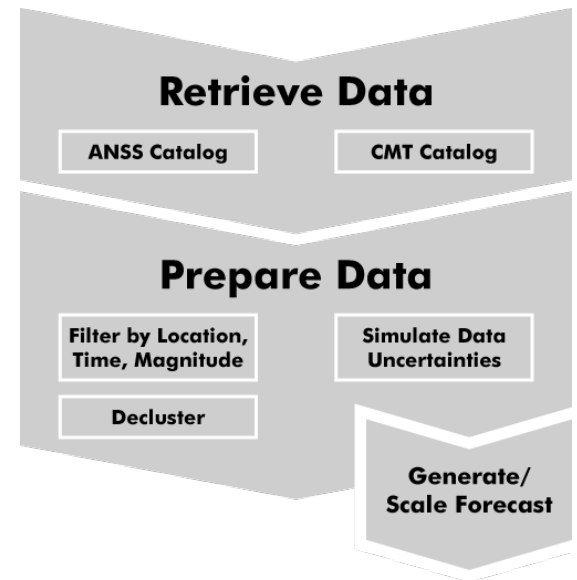 Retrieve Data
ANSS Catalog
CMT Catalog
Prepare Data
Filter by Location,
Time, Magnitude
Simulate Data
Uncertainties
Decluster
Generate/
Scale Forecast